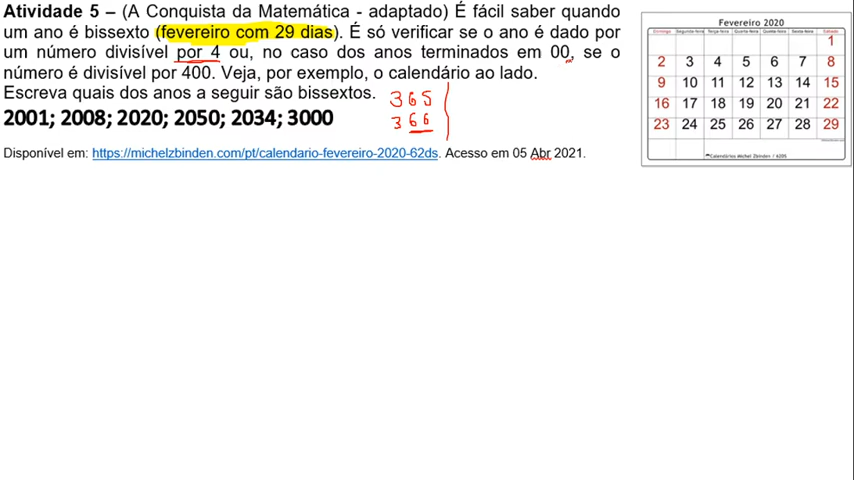 Atividade 5 – (A Conquista da Matemática - adaptado) É fácil saber quando
um ano é bissexto (fevereiro com 29 dias). É só verificar se o ano é dado por
um número divisível por 4 ou, no caso dos anos terminados em 00, se o
número é divisível por 400. Veja, por exemplo, o calendário ao lado.
Escreva quais dos anos a seguir são bissextos.
365
366
2001; 2008; 2020; 2050; 2034; 3000
Disponível em: https://michelzbinden.com/pt/calendario-fevereiro-2020-62ds. Acesso em 05 Abr 2021.
Fevereiro 2020
Domingo Segunda-feira Terça-feira Quarta-feira Quinta-feira Sexta-feira Sábado
1
2 3 4 5 6 7 8
9 10 11 12 13 14 15
16 17 18 19 20 21 22
23 24 25 26 27 28 29
Calendários Michel Zbinden